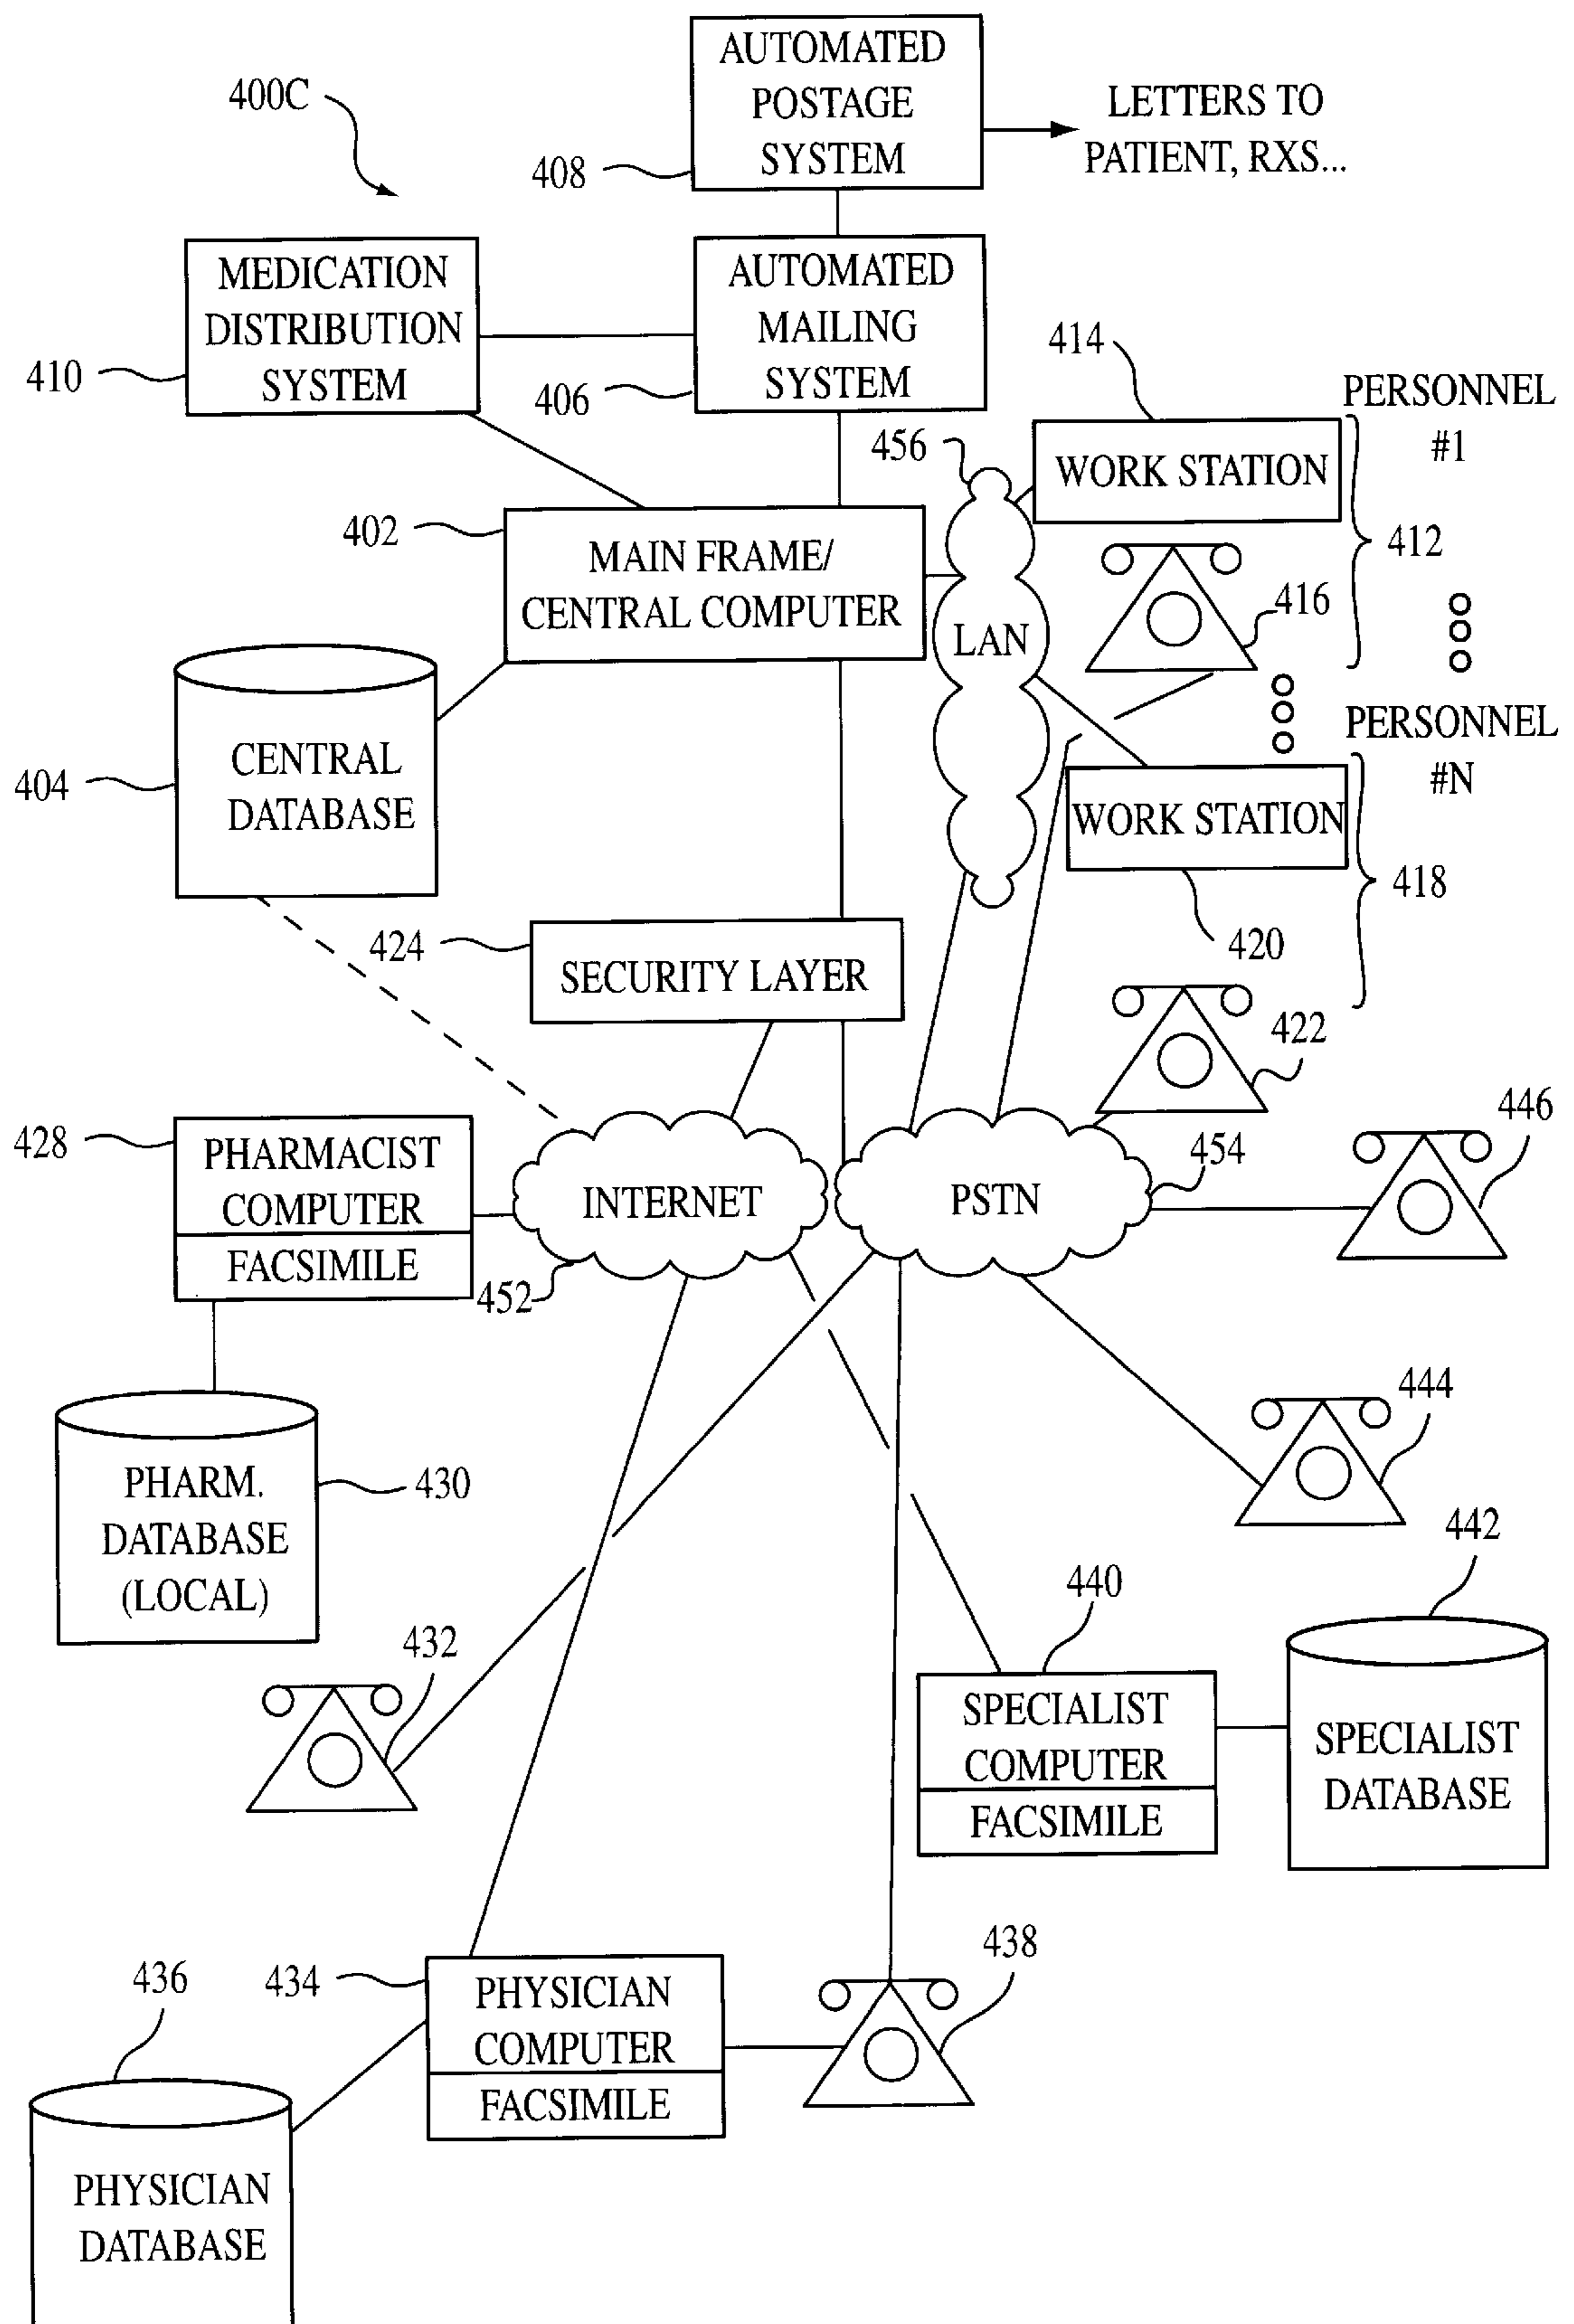 AUTOMATED
POSTAGE
SYSTEM
400C
LETTERS TO
PATIENT, RXS...
408
MEDICATION
DISTRIBUTION
SYSTEM
AUTOMATED
MAILING
SYSTEM
410
406
414
PERSONNEL
#1
456
WORK STATION
402
412
MAIN FRAME/
CENTRAL COMPUTER
416
LAN
404
CENTRAL
DATABASE
PERSONNEL
#N
WORK STATION
418
424
SECURITY LAYER
420
422
428
PHARMACIST
COMPUTER
FACSIMILE
INTERNET
452
PSTN
454
446
PHARM.
DATABASE
(LOCAL)
430
444
442
440
432
SPECIALIST
COMPUTER
FACSIMILE
SPECIALIST
DATABASE
436
434
PHYSICIAN
COMPUTER
FACSIMILE
438
PHYSICIAN
DATABASE